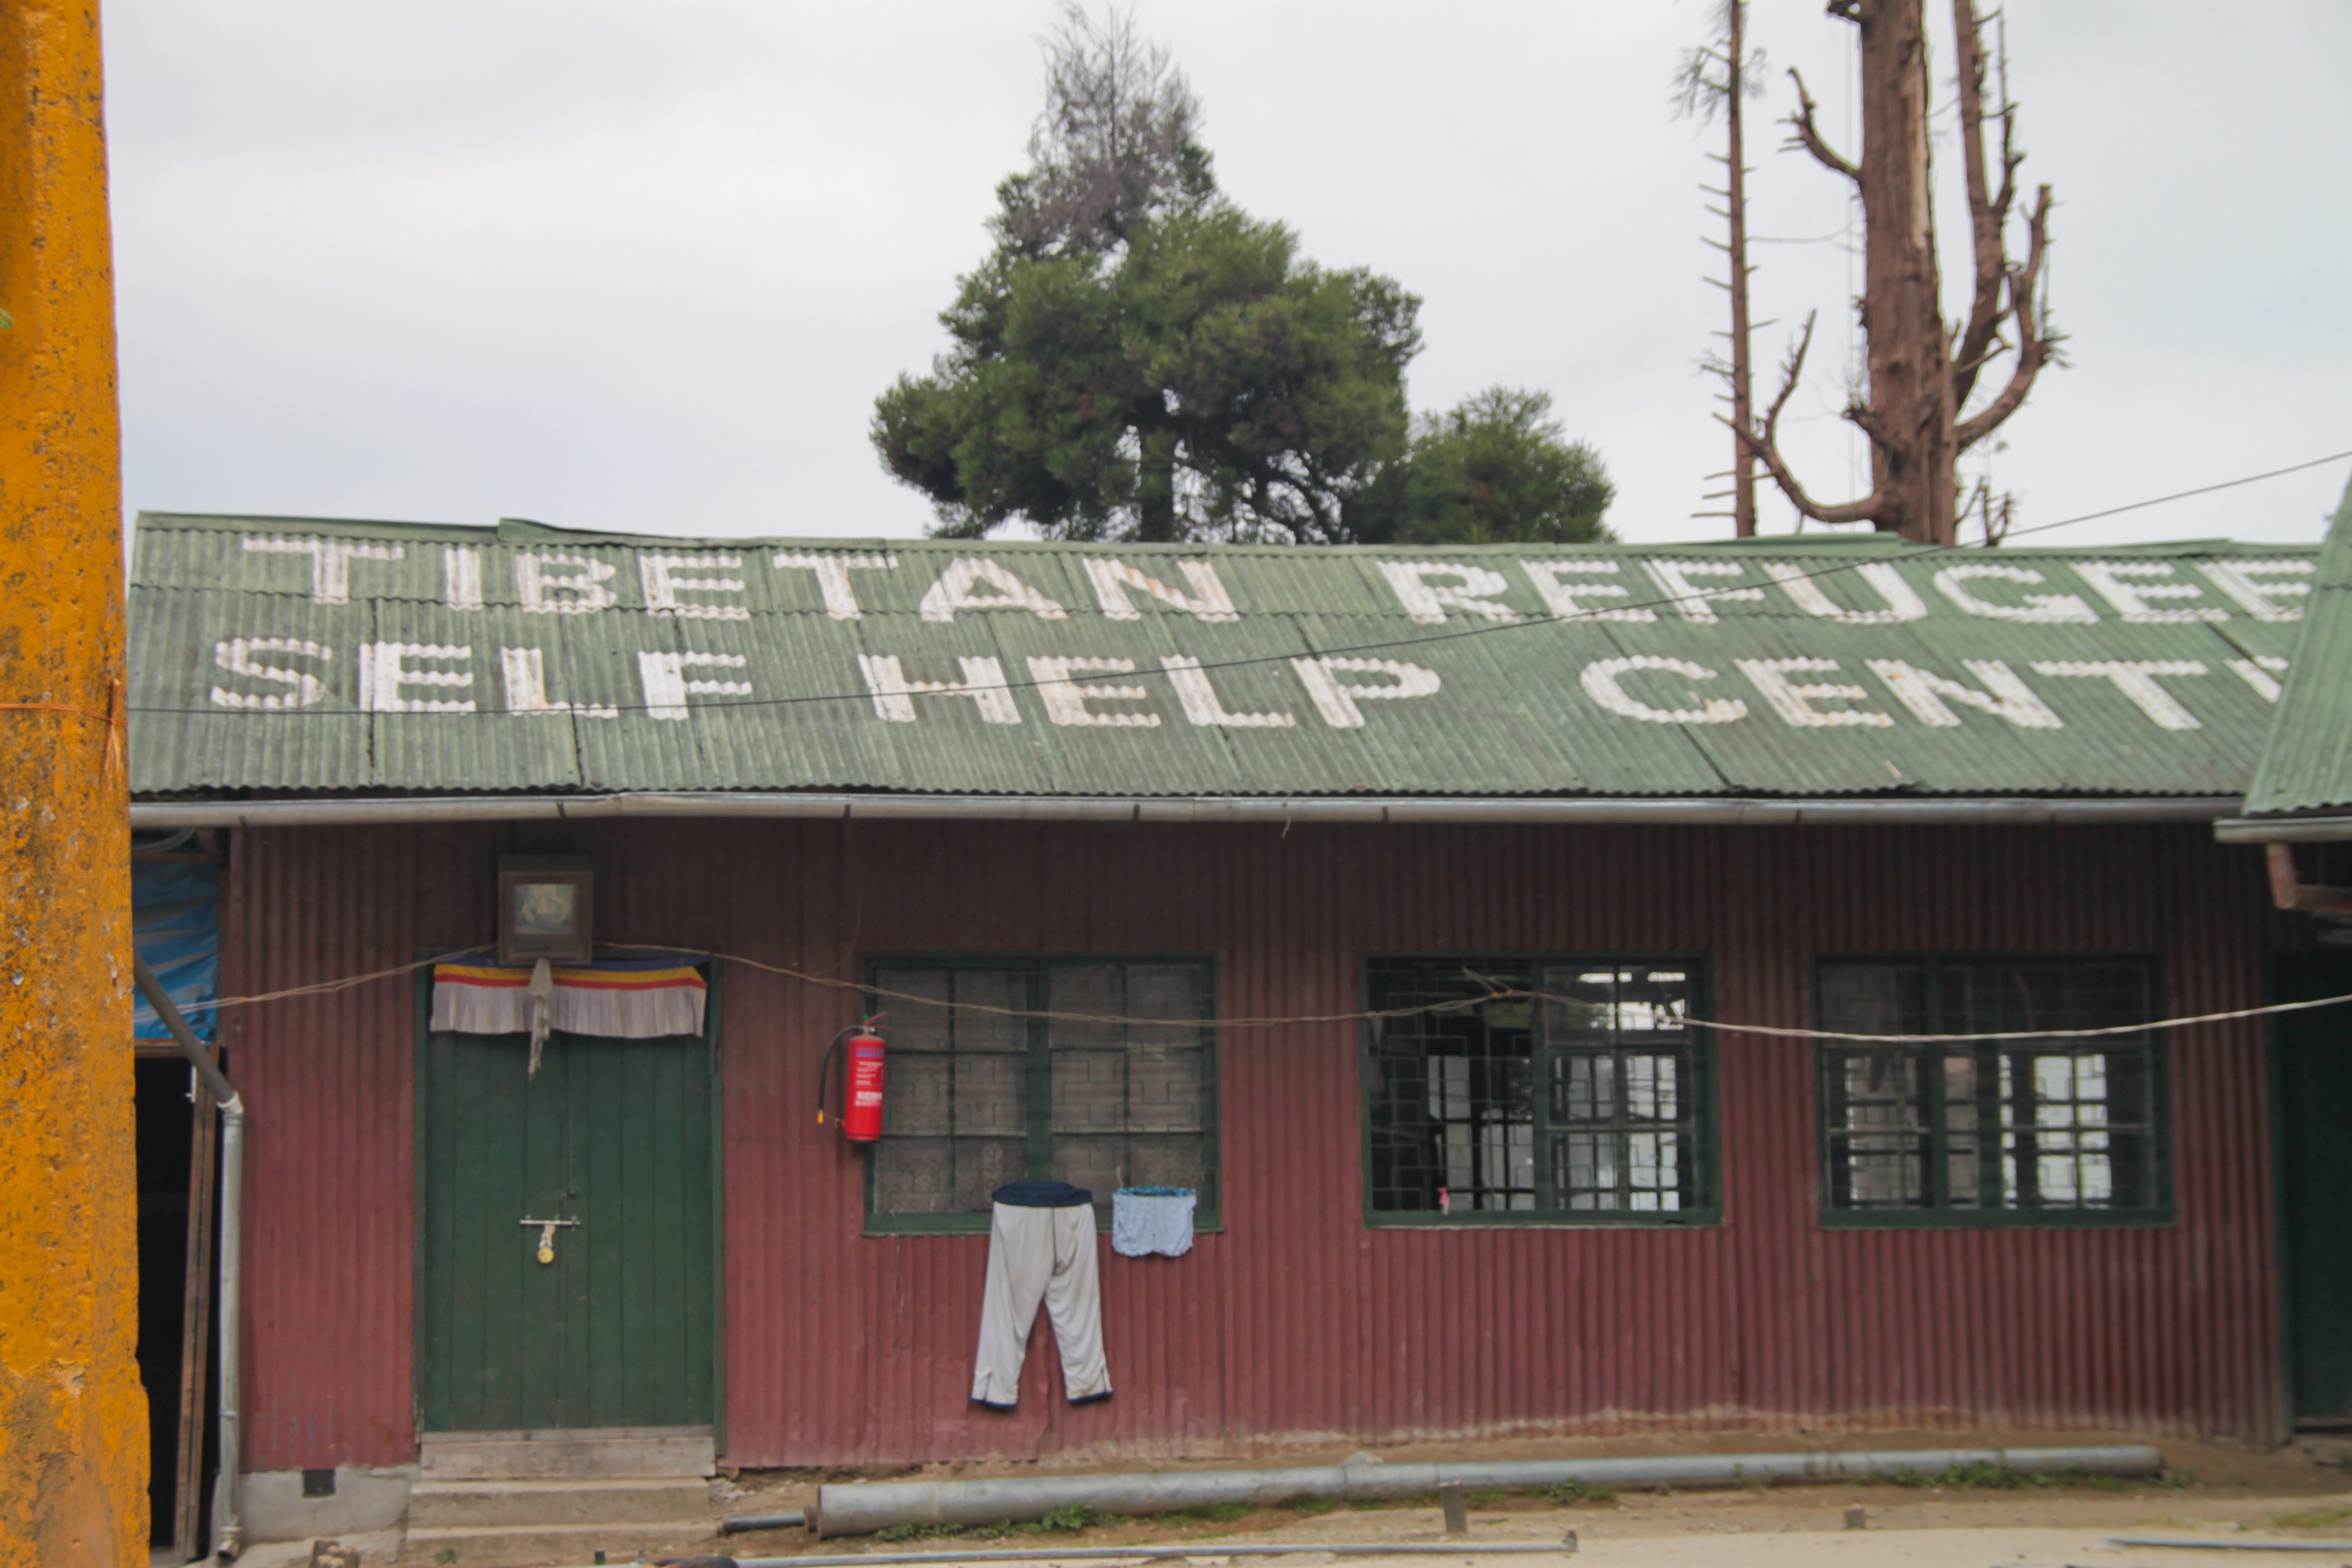 TIBETAN REFUGEE
SELF HELP CENT